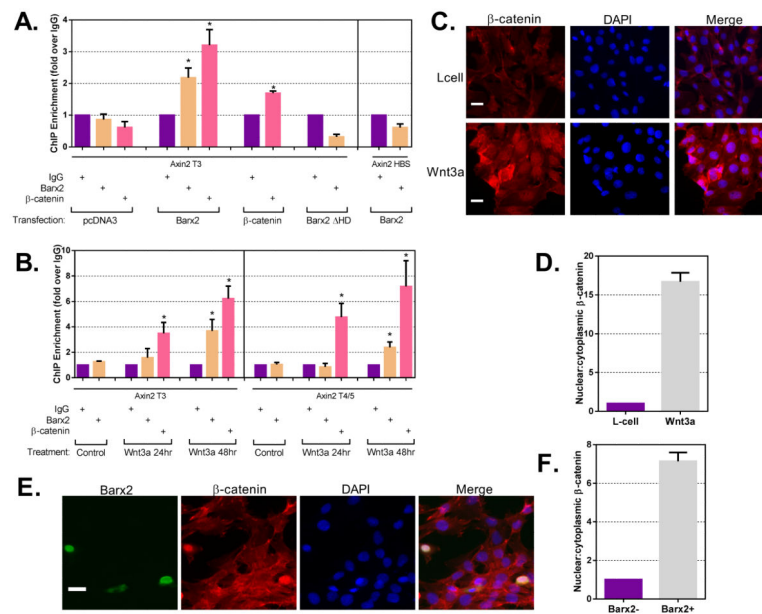 A.
ChIP Enrichment (fold over IgG)
5
4
3
2
1
0
* * *
Axin2 T3 Axin2 HBS
IgG + + + + +
Barx2 + + + +
β-catenin + + +
Transfection: pcDNA3 Barx2 β-catenin Barx2 ΔHD Barx2
B.
ChIP Enrichment (fold over IgG)
10
8
6
4
2
0
* * * * * *
Axin2 T3 Axin2 T4/5
IgG + + + + + +
Barx2 + + + + + +
β-catenin + + + +
Treatment: Control Wnt3a 24hr Wnt3a 48hr Control Wnt3a 24hr Wnt3a 48hr
C.
β-catenin DAPI Merge
Lcell
Wnt3a
D.
Nuclear:cytoplasmic β-catenin
20
15
10
5
0
L-cell Wnt3a
E.
Barx2 β-catenin DAPI Merge
F.
Nuclear:cytoplasmic β-catenin
8
6
4
2
0
Barx2- Barx2+